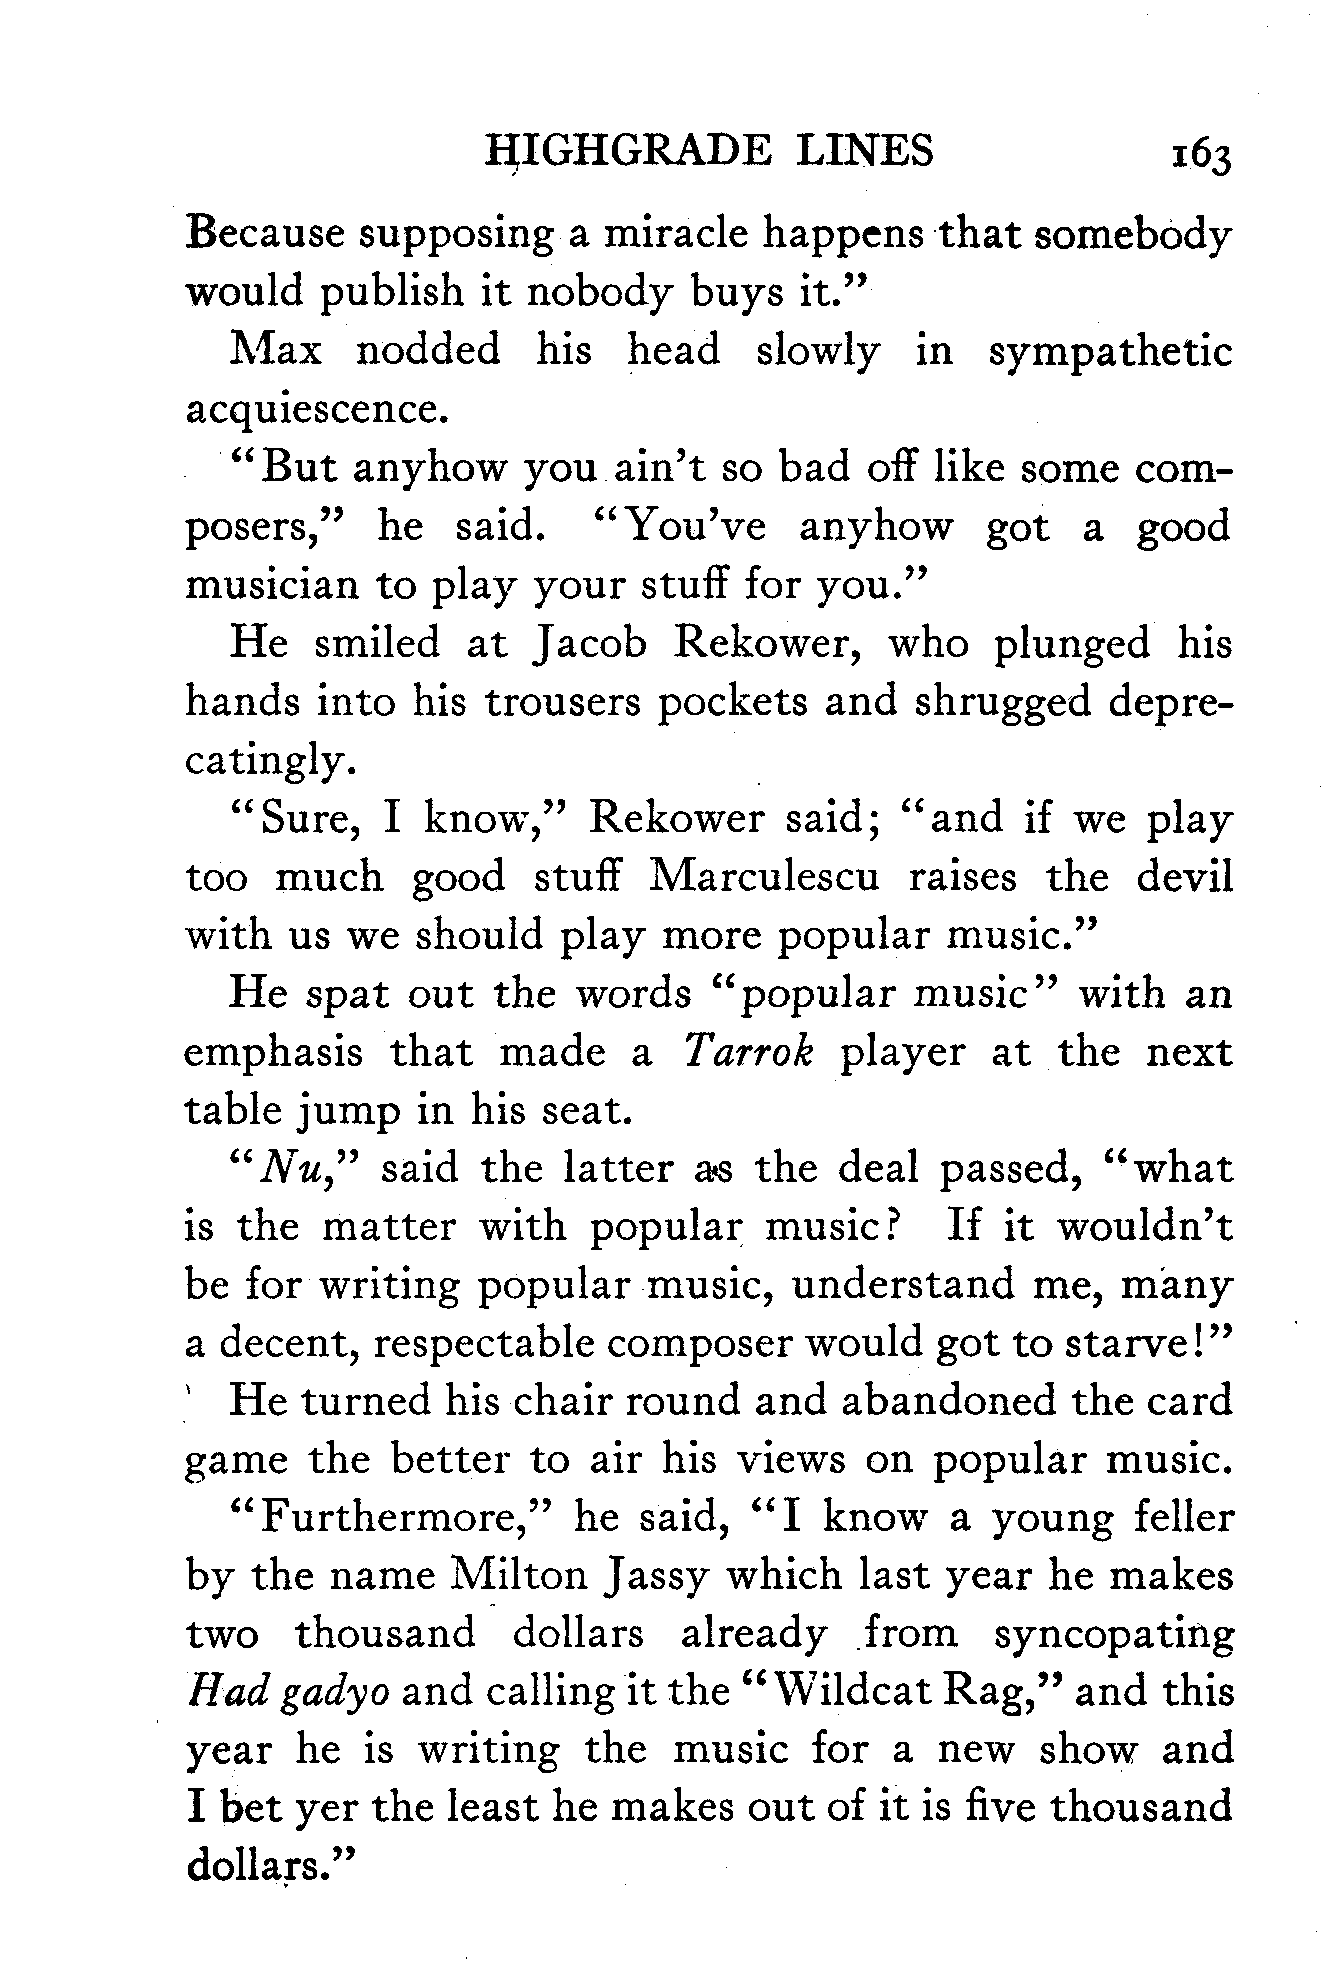 HIGHGRADE LINES 163
Because supposing a miracle happens that somebody
would publish it nobody buys it.”
Max nodded his head slowly in sympathetic
acquiescence.
“But anyhow you ain’t so bad off like some com-
posers,” he said. “You’ve anyhow got a good
musician to play your stuff for you.”
He smiled at Jacob Rekower, who plunged his
hands into his trousers pockets and shrugged depre-
catingly.
“Sure, I know,” Rekower said; “and if we play
too much good stuff Marculescu raises the devil
with us we should play more popular music.”
He spat out the words “popular music” with an
emphasis that made a Tarrok player at the next
table jump in his seat.
“Nu,” said the latter as the deal passed, “what
is the matter with popular music? If it wouldn’t
be for writing popular music, understand me, many
a decent, respectable composer would got to starve!”
He turned his chair round and abandoned the card
game the better to air his views on popular music.
“Furthermore,” he said, “I know a young feller
by the name Milton Jassy which last year he makes
two thousand dollars already from syncopating
Had gadyo and calling it the “Wildcat Rag,” and this
year he is writing the music for a new show and
I bet yer the least he makes out of it is five thousand
dollars.”